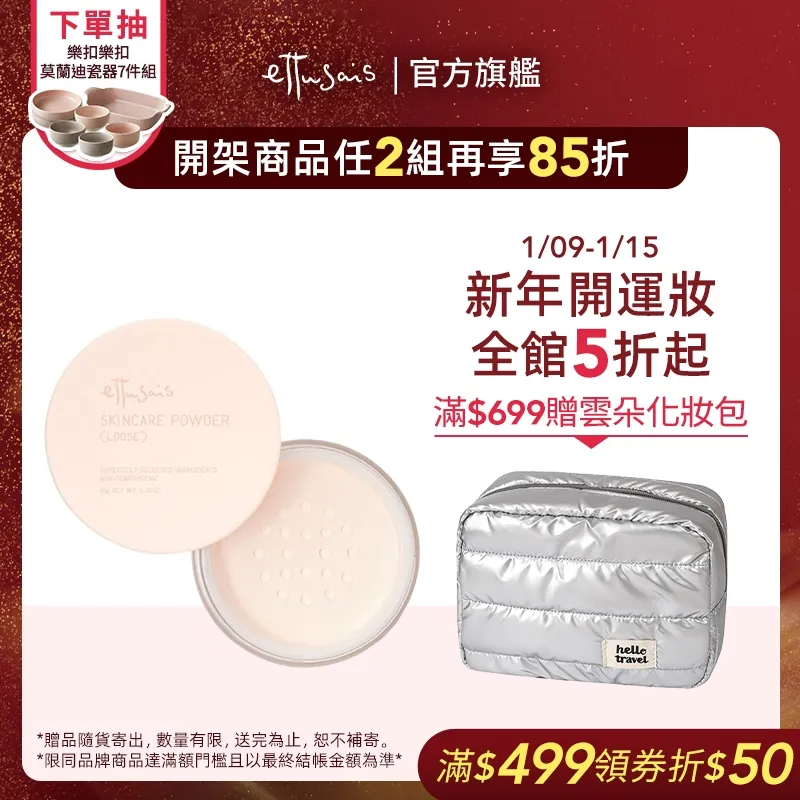 下單抽
樂扣樂扣
莫蘭迪瓷器7件組
ettusais | 官方旗艦
開架商品任2組再享85折
1/09-1/15
新年開運妝
全館5折起
滿$699贈雲朵化妝包
ettusais
SKINCARE POWDER
(LOOSE)
hello
travel
*贈品隨貨寄出, 數量有限, 送完為止, 恕不補寄。
*限同品牌商品達滿額門檻且以最終結帳金額為準*
滿$499領券折$50